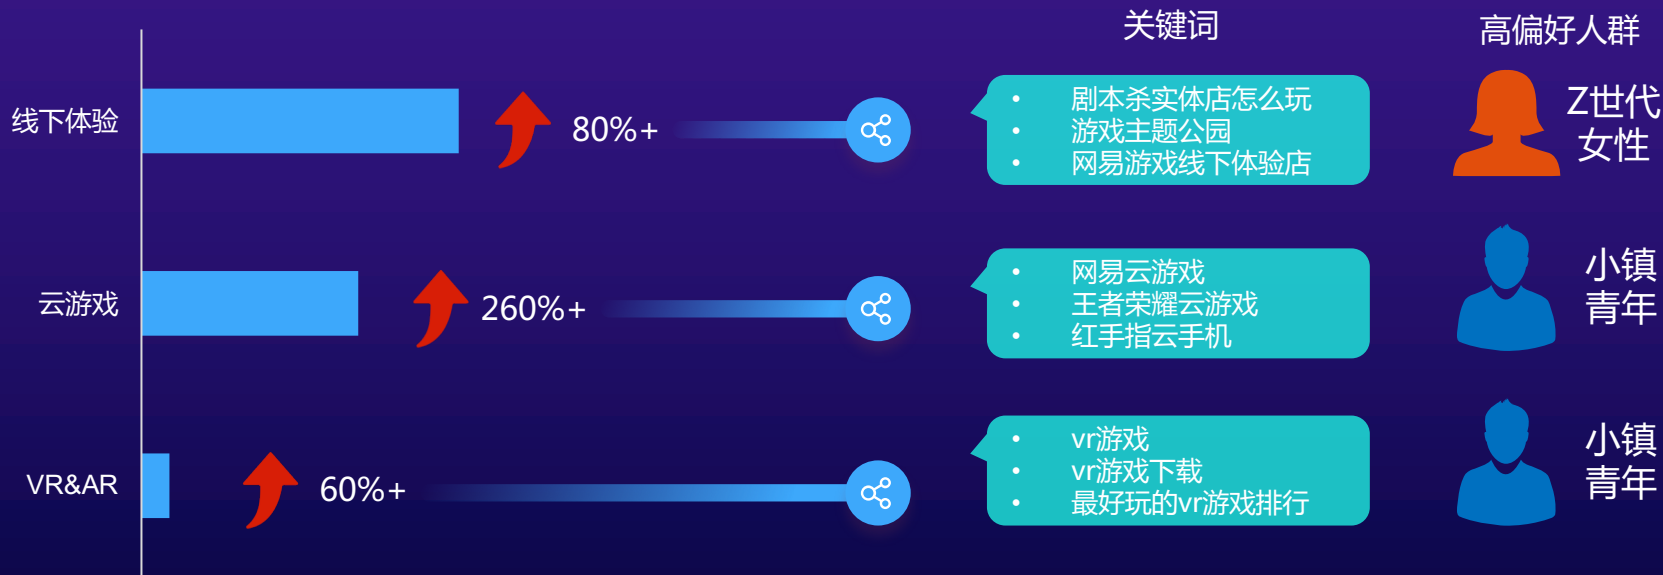 关键词
高偏好人群
线下体验
80%+
• 剧本杀实体店怎么玩
• 游戏主题公园
• 网易游戏线下体验店
Z世代
女性
云游戏
260%+
• 网易云游戏
• 王者荣耀云游戏
• 红手指云手机
小镇
青年
VR&AR
60%+
• vr游戏
• vr游戏下载
• 最好玩的vr游戏排行
小镇
青年